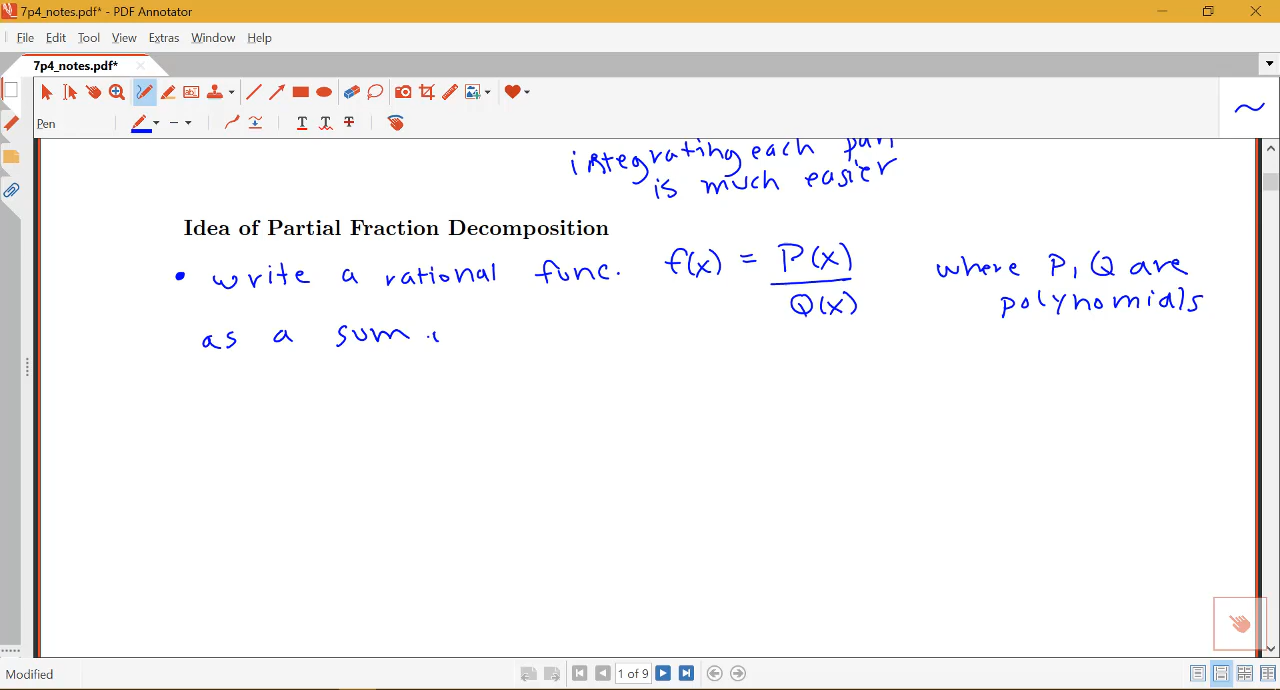 7p4_notes.pdf* - PDF Annotator
File Edit Tool View Extras Window Help
7p4_notes.pdf*
Pen
integrating each
is much easier
Idea of Partial Fraction Decomposition
• write a rational func. f(x) = P(x) / Q(x) where P, Q are
polynomials
as a sum
Modified
1 of 9